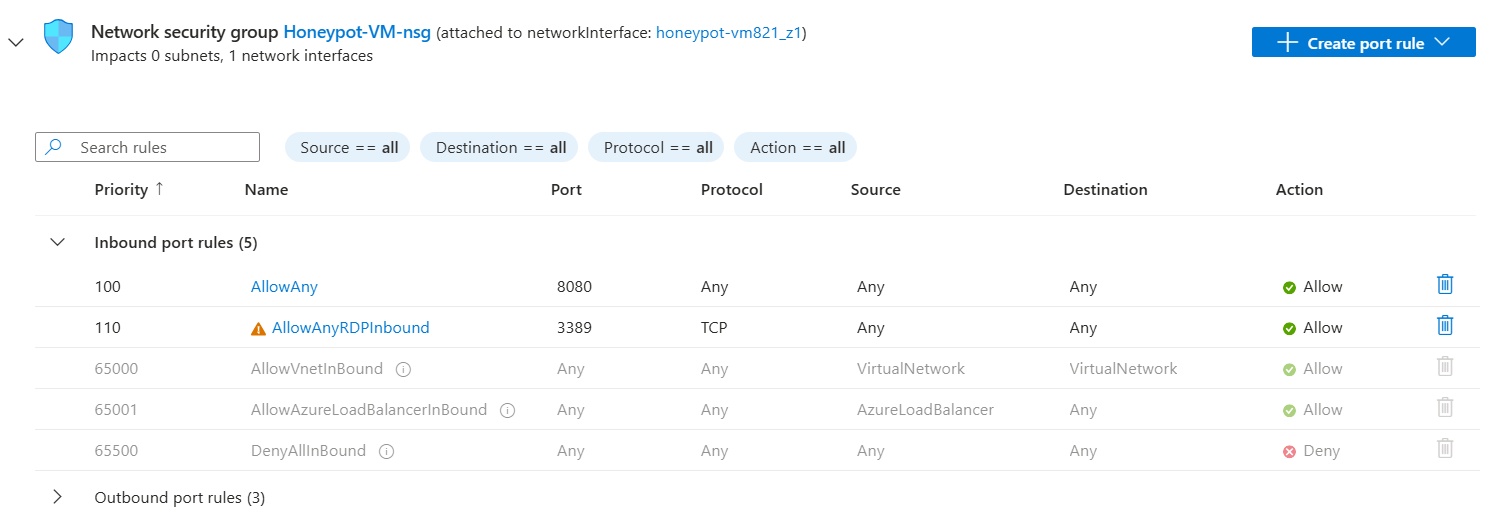 Network security group Honeypot-VM-nsg (attached to networkInterface: honeypot-vm821_z1)
Impacts 0 subnets, 1 network interfaces
Create port rule
Search rules
Source == all
Destination == all
Protocol == all
Action == all
Priority ↑ Name Port Protocol Source Destination Action
Inbound port rules (5)
100 AllowAny 8080 Any Any Any Allow
110 AllowAnyRDPInbound 3389 TCP Any Any Allow
65000 AllowVnetInBound Any Any VirtualNetwork VirtualNetwork Allow
65001 AllowAzureLoadBalancerInBound Any Any AzureLoadBalancer Any Allow
65500 DenyAllInBound Any Any Any Any Deny
Outbound port rules (3)